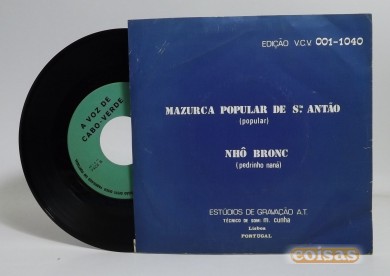 EDIÇÃO V.C.V 001-1040
MAZURCA POPULAR DE S.ᵗᵒ ANTÃO
(popular)
NHÔ BRONC
(pedrinho naná)
ESTÚDIOS DE GRAVAÇÃO A.T.
TÉCNICO DE SOM: m. cunha
Lisboa
PORTUGAL
A VOZ DE
CABO-VERDE
coisas